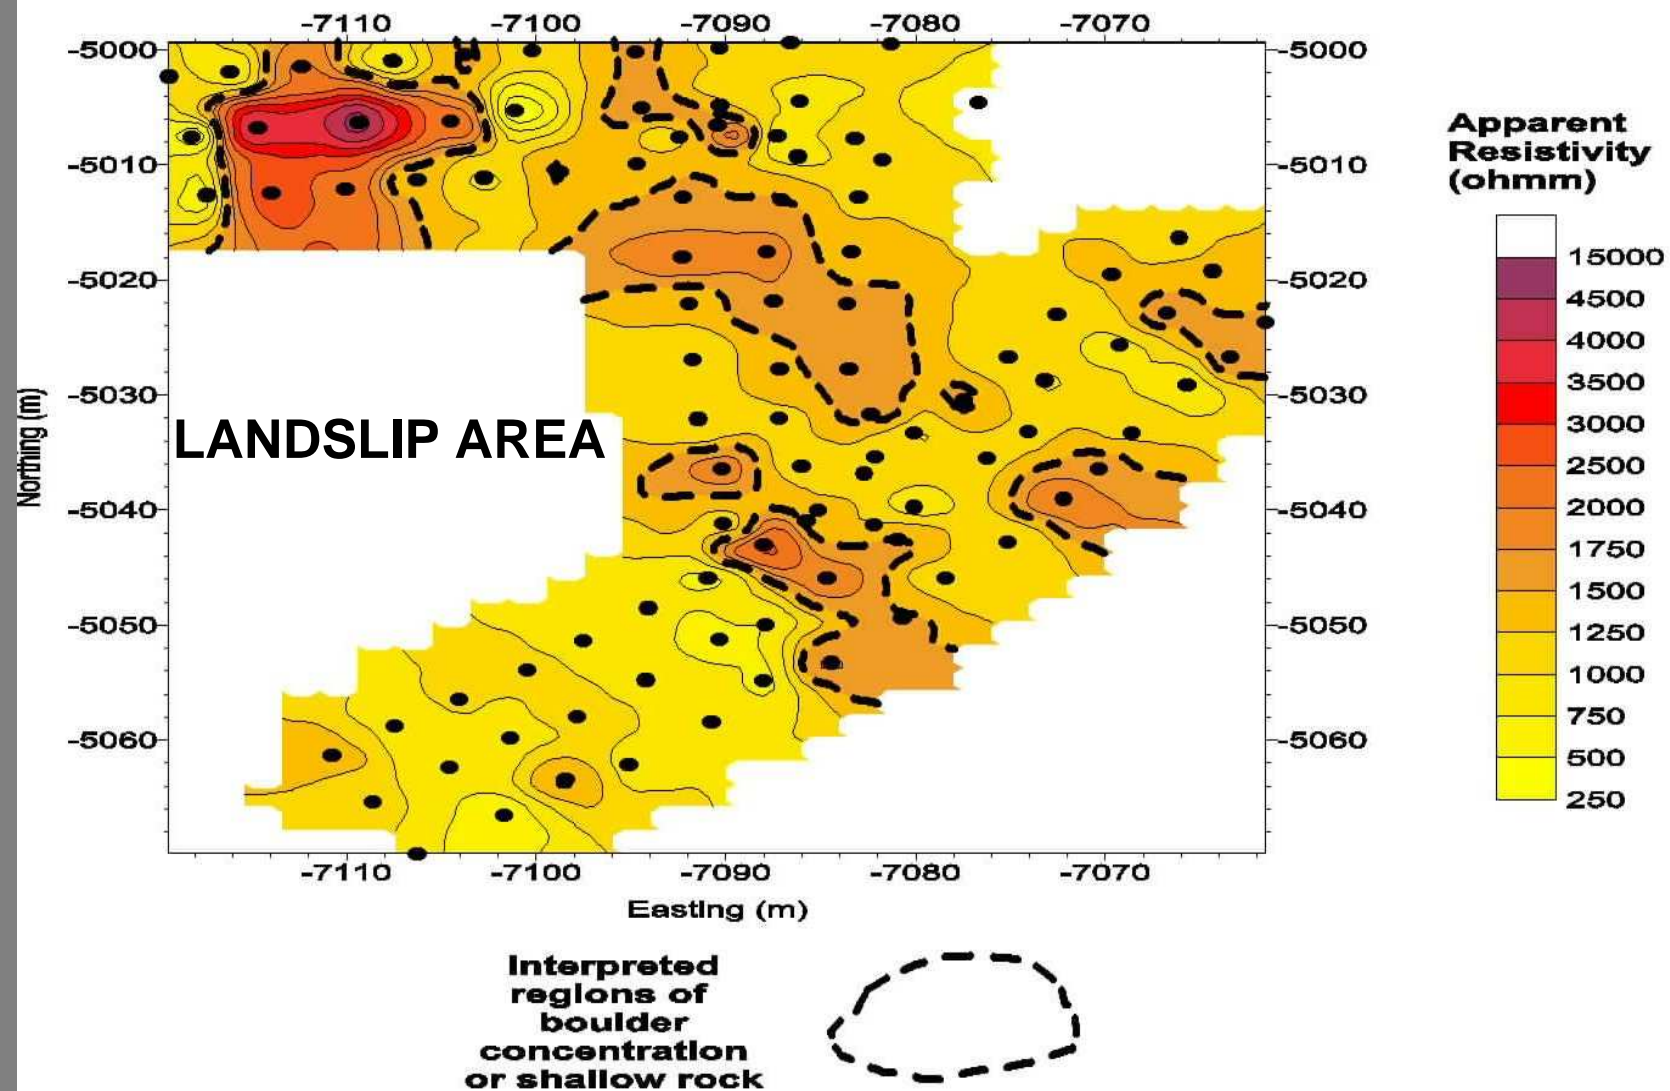 -7110 -7100 -7090 -7080 -7070
-5000 -5000
-5010 -5010
-5020 -5020
-5030 -5030
-5040 -5040
-5050 -5050
-5060 -5060
Northing (m)
LANDSLIP AREA
-7110 -7100 -7090 -7080 -7070
Easting (m)
Apparent
Resistivity
(ohmm)
15000
4500
4000
3500
3000
2500
2000
1750
1500
1250
1000
750
500
250
Interpreted
regions of
boulder
concentration
or shallow rock